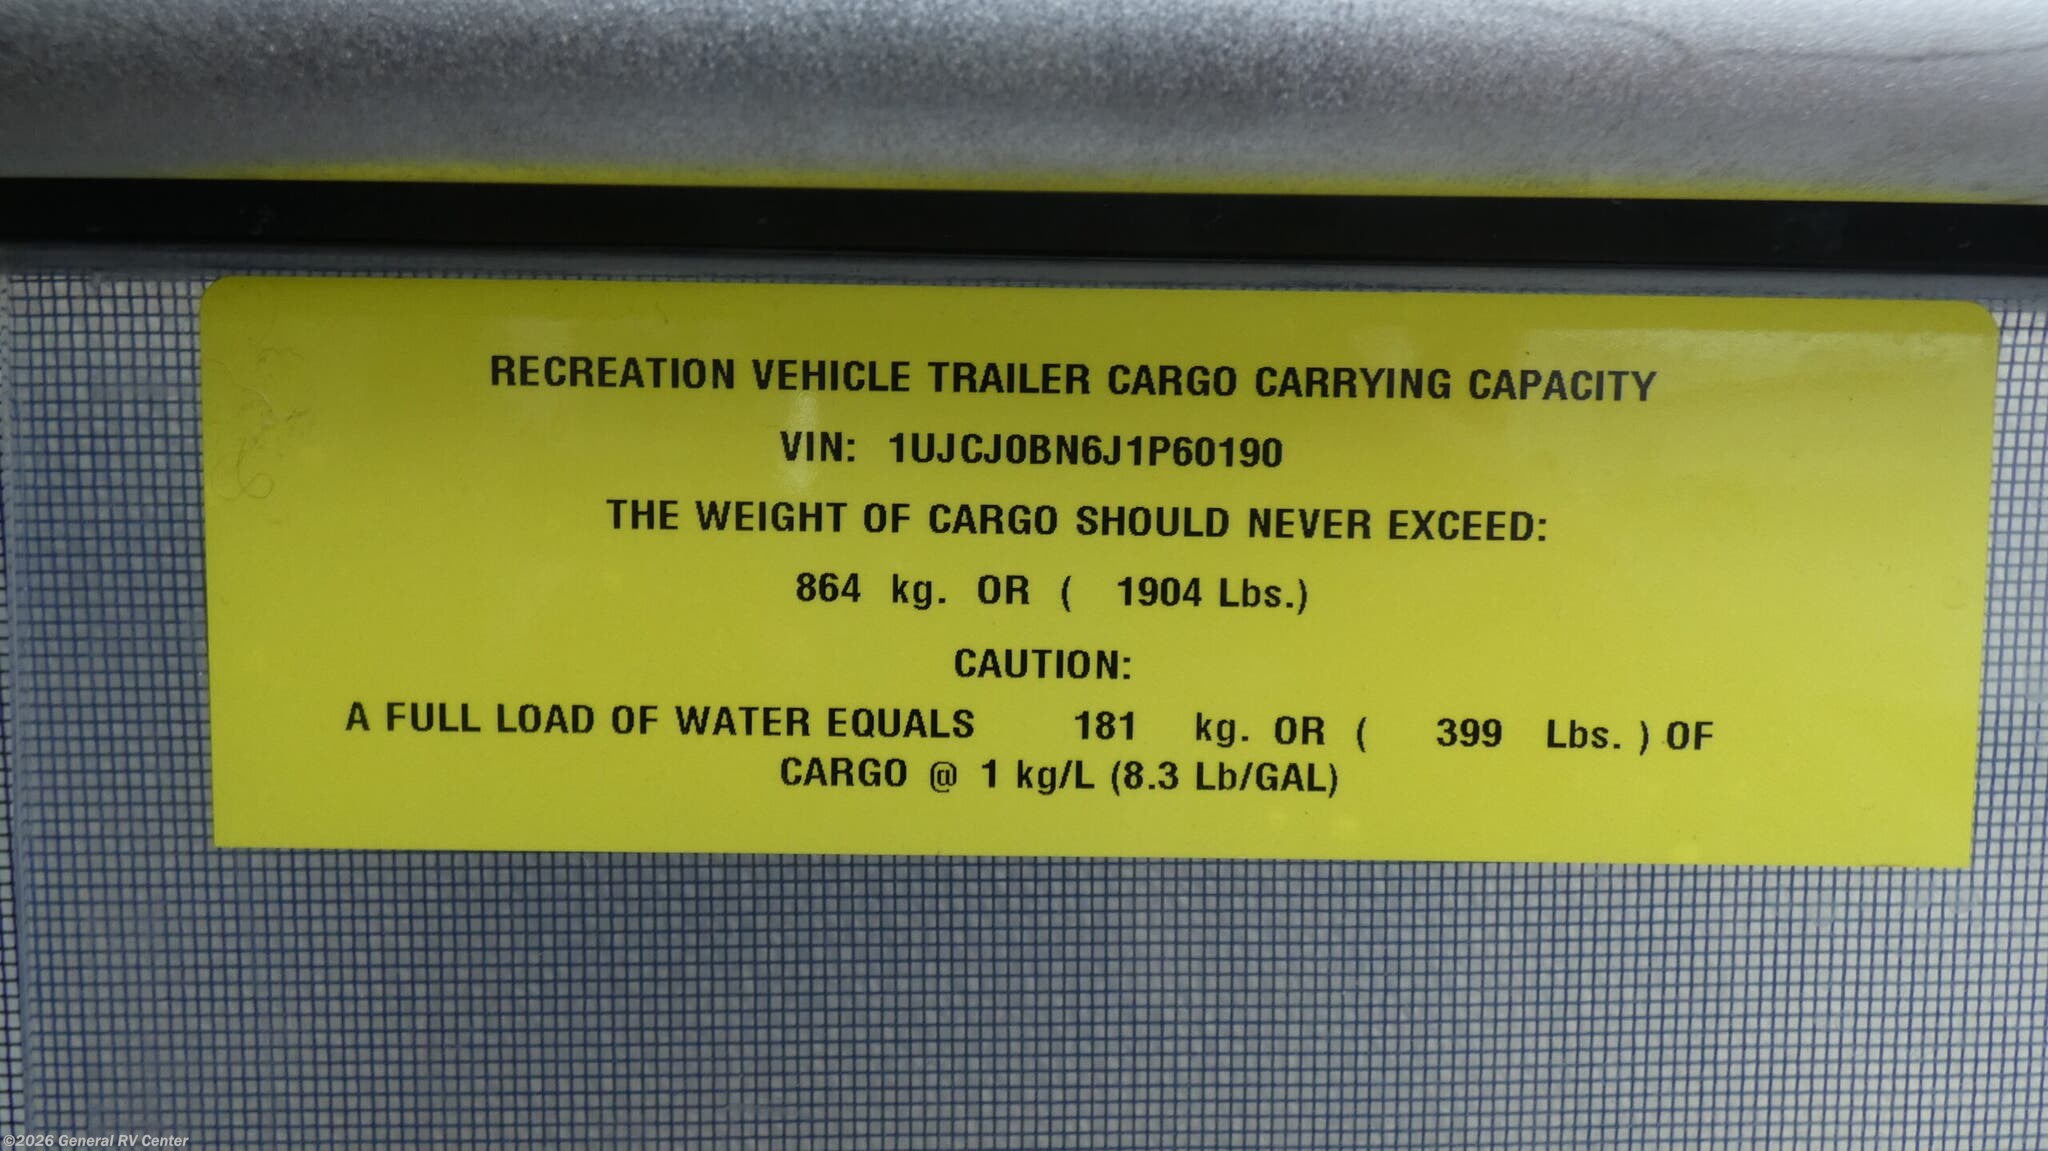 RECREATION VEHICLE TRAILER CARGO CARRYING CAPACITY
VIN: 1UJCJ0BN6J1P60190
THE WEIGHT OF CARGO SHOULD NEVER EXCEED:
864 kg. OR ( 1904 Lbs.)
CAUTION:
A FULL LOAD OF WATER EQUALS 181 kg. OR ( 399 Lbs. ) OF
CARGO @ 1 kg/L (8.3 Lb/GAL)
©2026 General RV Center